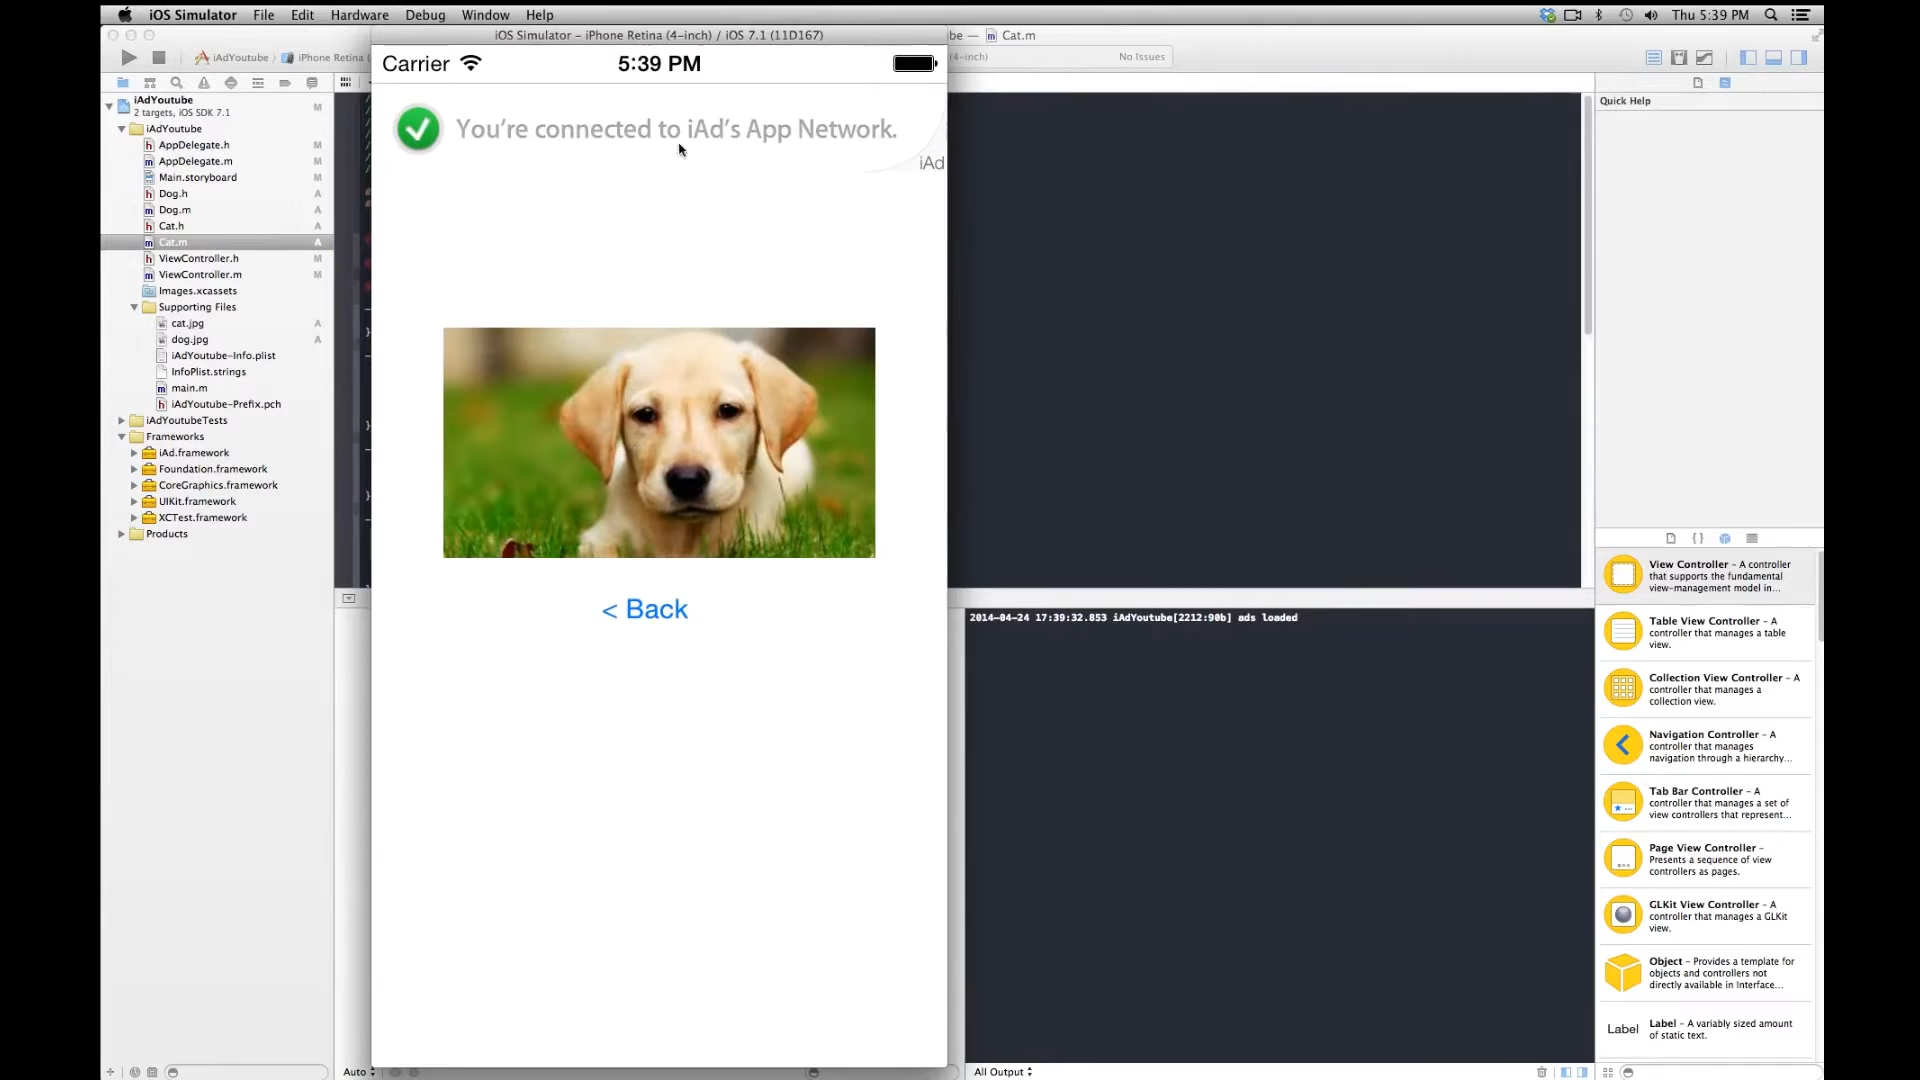 iOS Simulator File Edit Hardware Debug Window Help
Thu 5:39 PM
iOS Simulator – iPhone Retina (4-inch) / iOS 7.1 (11D167)
Cat.m
iAdYoutube
iPhone Retina
No Issues
Carrier
5:39 PM
You're connected to iAd's App Network.
iAd
< Back
iAdYoutube
M
2 targets, iOS SDK 7.1
iAdYoutube
AppDelegate.h M
AppDelegate.m M
Main.storyboard M
Dog.h A
Dog.m A
Cat.h A
Cat.m A
ViewController.h M
ViewController.m M
Images.xcassets
Supporting Files
cat.jpg A
dog.jpg A
iAdYoutube-Info.plist
InfoPlist.strings
main.m
iAdYoutube-Prefix.pch
iAdYoutubeTests
Frameworks
iAd.framework
Foundation.framework
CoreGraphics.framework
UIKit.framework
XCTest.framework
Products
2014-04-24 17:39:32.853 iAdYoutube[2212:90b] ads loaded
Auto
All Output
Quick Help
View Controller – A controller
that supports the fundamental
view-management model in...
Table View Controller – A
controller that manages a table
view.
Collection View Controller – A
controller that manages a
collection view.
Navigation Controller – A
controller that manages
navigation through a hierarchy...
Tab Bar Controller – A
controller that manages a set of
view controllers that represent...
Page View Controller –
Presents a sequence of view
controllers as pages.
GLKit View Controller – A
controller that manages a GLKit
view.
Object – Provides a template for
objects and controllers not
directly available in Interface...
Label
Label – A variably sized amount
of static text.